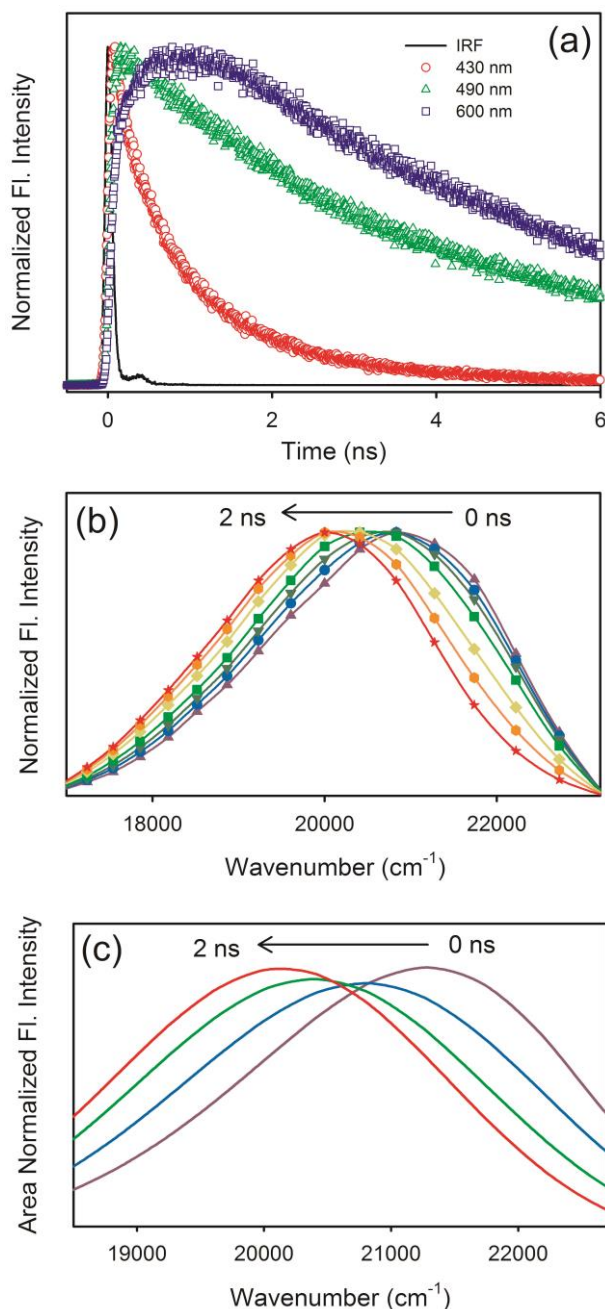 (a)
IRF
430 nm
490 nm
600 nm
Normalized Fl. Intensity
0 2 4 6
Time (ns)
(b)
2 ns 0 ns
Normalized Fl. Intensity
18000 20000 22000
Wavenumber (cm⁻¹)
(c)
2 ns 0 ns
Area Normalized Fl. Intensity
19000 20000 21000 22000
Wavenumber (cm⁻¹)